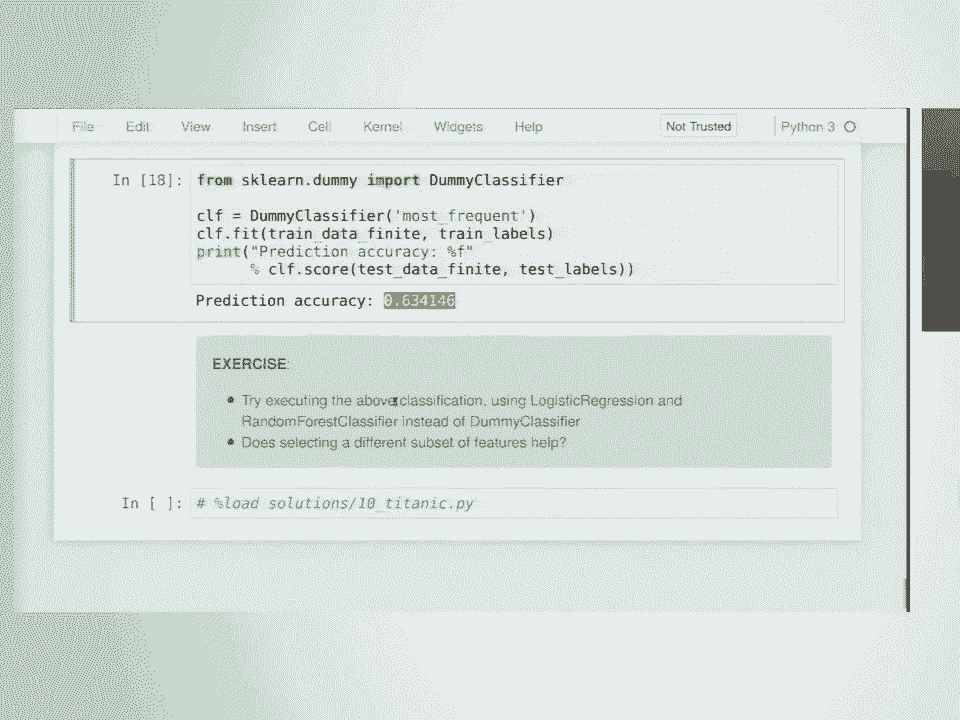 File Edit View Insert Cell Kernel Widgets Help Not Trusted Python 3
In [18]: from sklearn.dummy import DummyClassifier
clf = DummyClassifier('most_frequent')
clf.fit(train_data_finite, train_labels)
print("Prediction accuracy: %f"
% clf.score(test_data_finite, test_labels))
Prediction accuracy: 0.634146
EXERCISE:
• Try executing the above classification, using LogisticRegression and
RandomForestClassifier instead of DummyClassifier
• Does selecting a different subset of features help?
In [ ]: # %load solutions/10_titanic.py